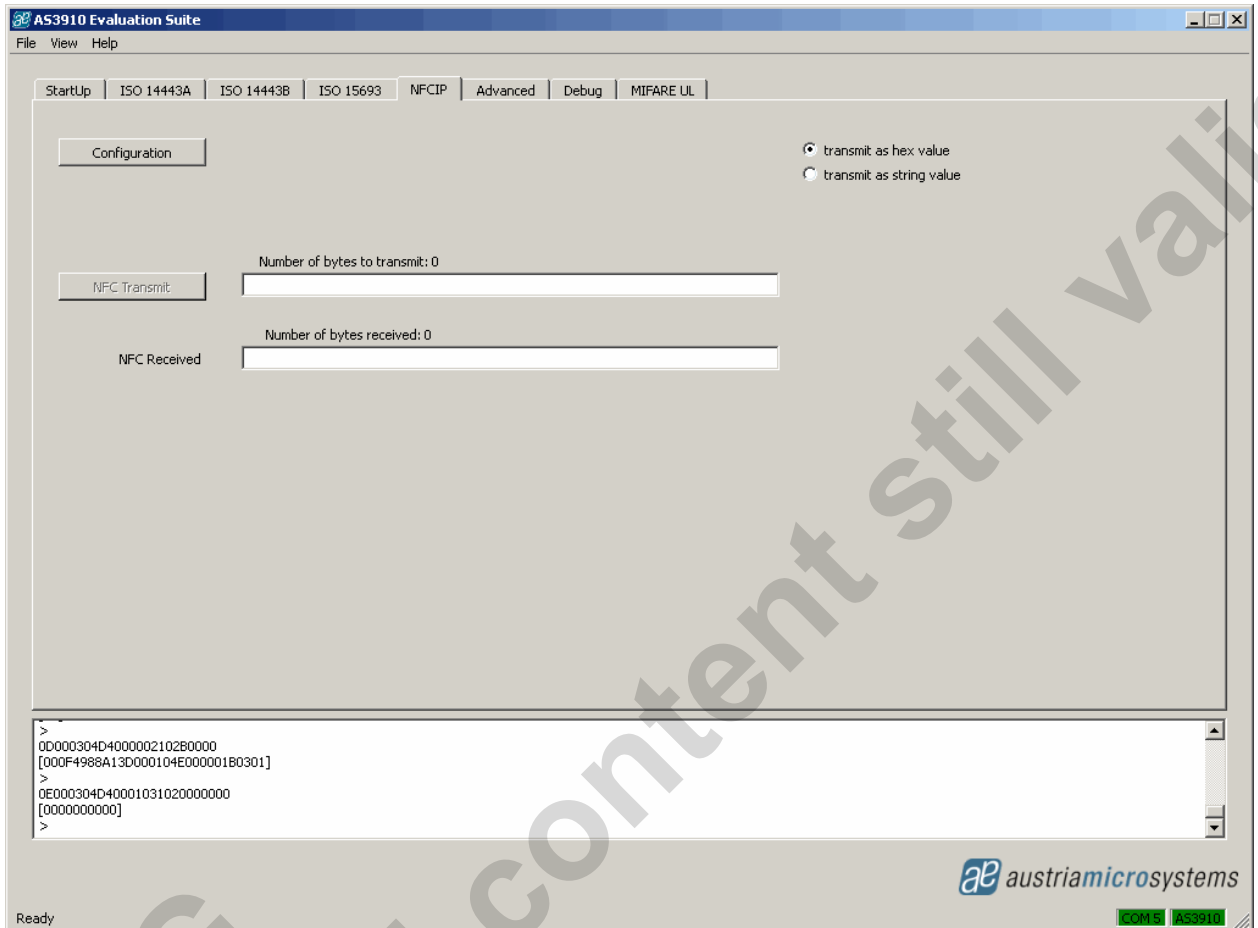 AS3910 Evaluation Suite
File View Help
StartUp ISO 14443A ISO 14443B ISO 15693 NFCIP Advanced Debug MIFARE UL
Configuration
transmit as hex value
transmit as string value
Number of bytes to transmit: 0
NFC Transmit
Number of bytes received: 0
NFC Received
>
0D000304D4000002102B0000
[000F4988A13D000104E000001B0301]
>
0E000304D40001031020000000
[0000000000]
>
austriamicrosystems
Ready
COM 5 AS3910
content still vali